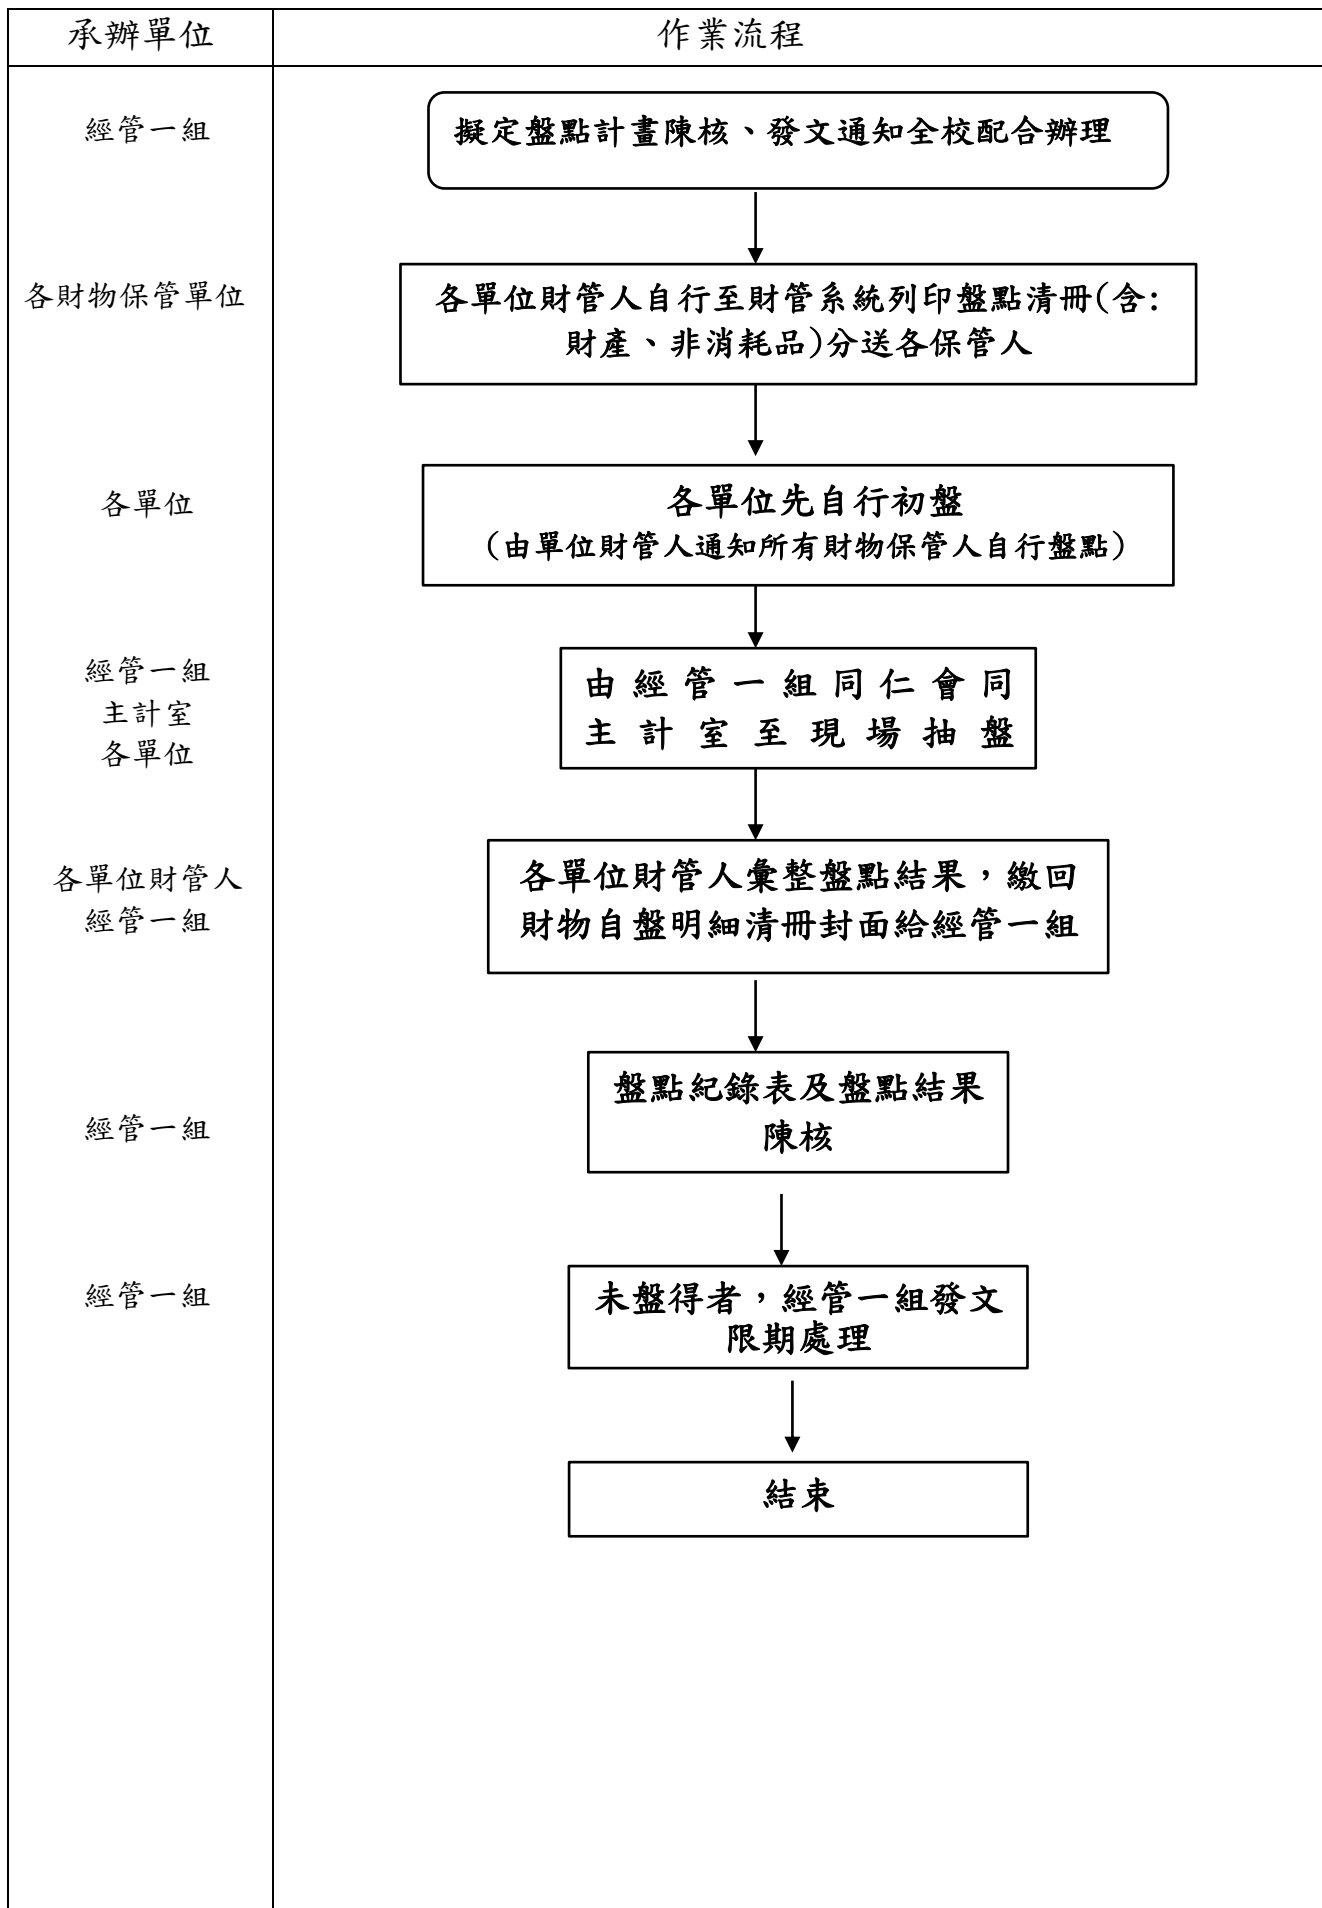 承辦單位
作業流程
經管一組
擬定盤點計畫陳核、發文通知全校配合辦理
各財物保管單位
各單位財管人自行至財管系統列印盤點清冊(含:
財產、非消耗品)分送各保管人
各單位
各單位先自行初盤
(由單位財管人通知所有財物保管人自行盤點)
經管一組
主計室
各單位
由經管一組同仁會同
主計室至現場抽盤
各單位財管人
經管一組
各單位財管人彙整盤點結果，繳回
財物自盤明細清冊封面給經管一組
經管一組
盤點紀錄表及盤點結果
陳核
經管一組
未盤得者，經管一組發文
限期處理
結束